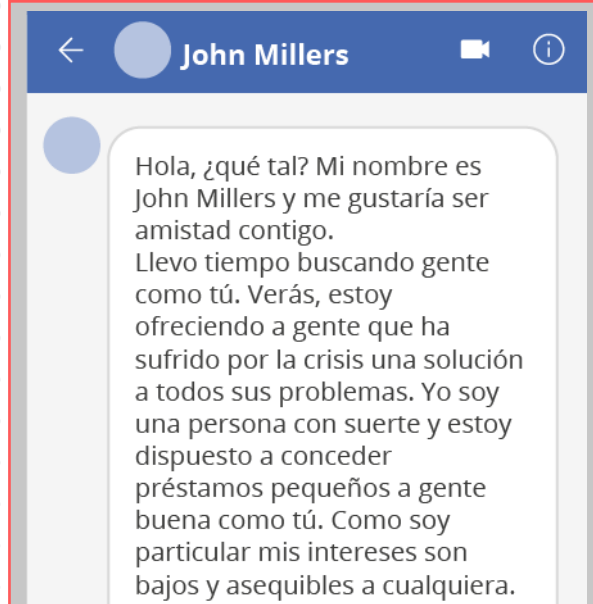 John Millers
Hola, ¿qué tal? Mi nombre es
John Millers y me gustaría ser
amistad contigo.
Llevo tiempo buscando gente
como tú. Verás, estoy
ofreciendo a gente que ha
sufrido por la crisis una solución
a todos sus problemas. Yo soy
una persona con suerte y estoy
dispuesto a conceder
préstamos pequeños a gente
buena como tú. Como soy
particular mis intereses son
bajos y asequibles a cualquiera.